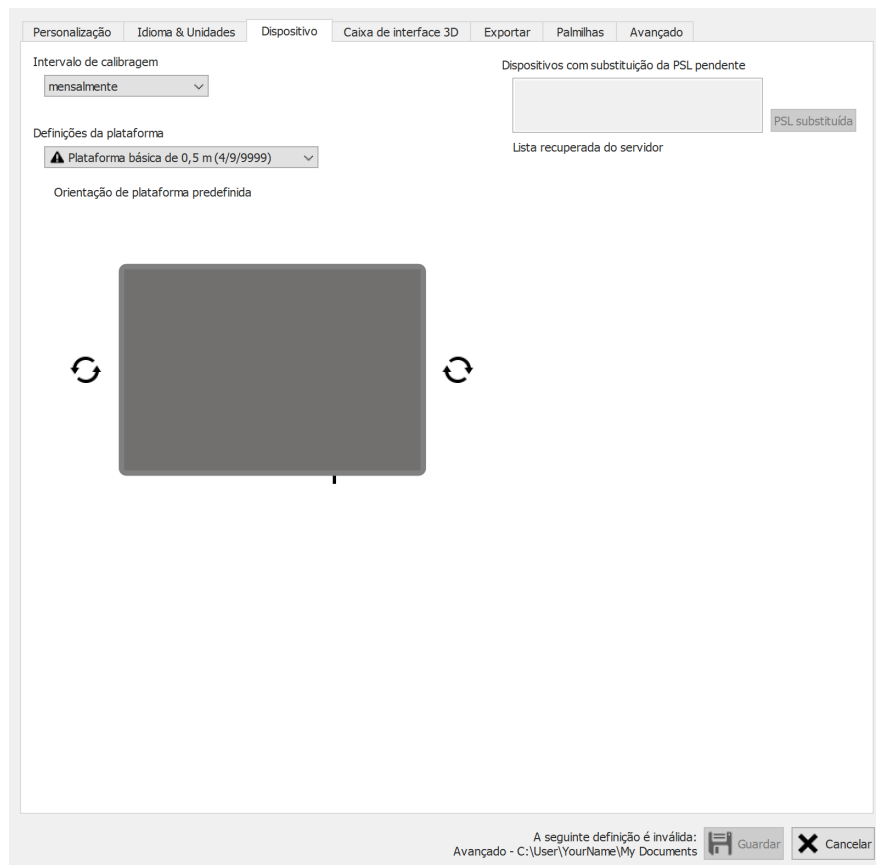 Personalização
Idioma & Unidades
Dispositivo
Caixa de interface 3D
Exportar
Palmilhas
Avançado
Intervalo de calibragem
mensalmente
Definições da plataforma
Plataforma básica de 0,5 m (4/9/9999)
Orientação de plataforma predefinida
Dispositivos com substituição da PSL pendente
PSL substituída
Lista recuperada do servidor
A seguinte definição é inválida:
Avançado - C:\User\YourName\My Documents
Guardar
Cancelar